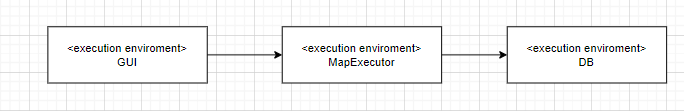 <execution enviroment>
GUI
<execution enviroment>
MapExecutor
<execution enviroment>
DB